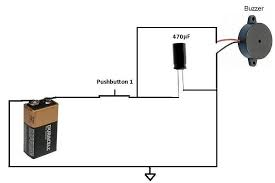 Buzzer
470µF
Pushbutton 1
DURACELL